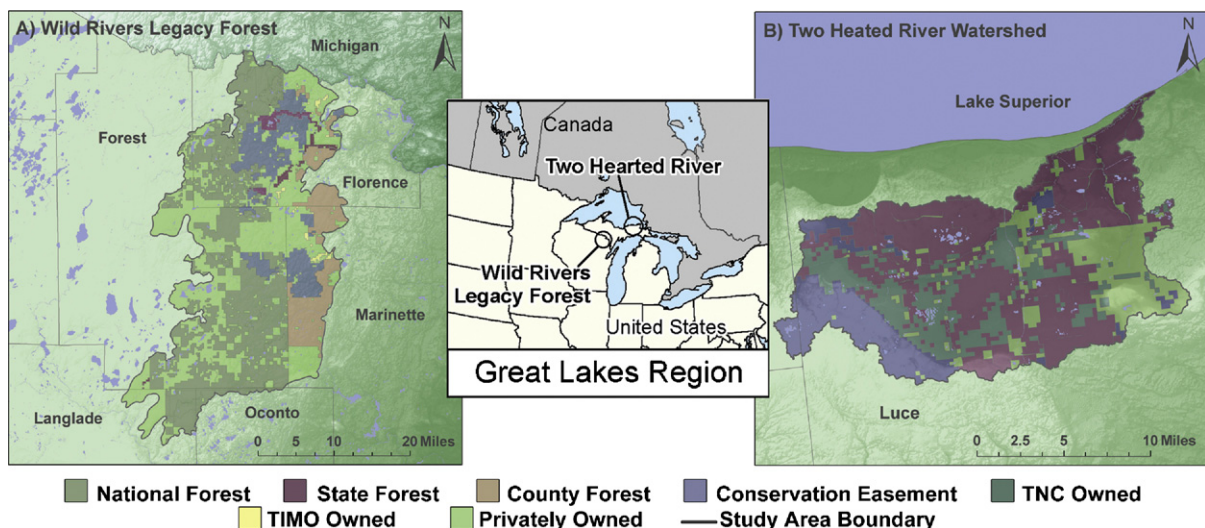 A) Wild Rivers Legacy Forest
N
Michigan
Forest
Florence
Marinette
Langlade
Oconto
0 5 10 20 Miles
Canada
Two Hearted River
Wild Rivers
Legacy Forest
United States
Great Lakes Region
B) Two Heated River Watershed
N
Lake Superior
Luce
0 2.5 5 10 Miles
National Forest State Forest County Forest Conservation Easement TNC Owned
TIMO Owned Privately Owned Study Area Boundary